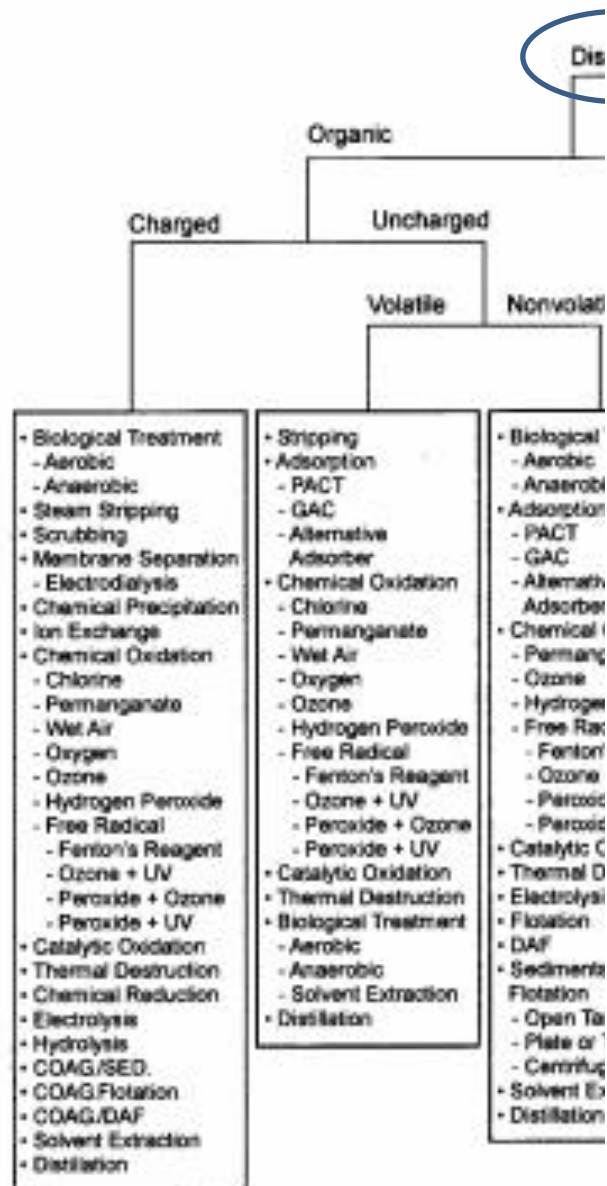 Dis
Organic
Charged
Uncharged
Volatile
Nonvolati
• Biological Treatment
- Aerobic
- Anaerobic
• Steam Stripping
• Scrubbing
• Membrane Separation
- Electrodialysis
• Chemical Precipitation
• Ion Exchange
• Chemical Oxidation
- Chlorine
- Permanganate
- Wet Air
- Oxygen
- Ozone
- Hydrogen Peroxide
- Free Radical
- Fenton's Reagent
- Ozone + UV
- Peroxide + Ozone
- Peroxide + UV
• Catalytic Oxidation
• Thermal Destruction
• Chemical Reduction
• Electrolysis
• Hydrolysis
• COAG./SED.
• COAG.Flotation
• COAG./DAF
• Solvent Extraction
• Distillation
• Stripping
• Adsorption
- PACT
- GAC
- Alternative
Adsorber
• Chemical Oxidation
- Chlorine
- Permanganate
- Wet Air
- Oxygen
- Ozone
- Hydrogen Peroxide
- Free Radical
- Fenton's Reagent
- Ozone + UV
- Peroxide + Ozone
- Peroxide + UV
• Catalytic Oxidation
• Thermal Destruction
• Biological Treatment
- Aerobic
- Anaerobic
- Solvent Extraction
• Distillation
• Biological
- Aerobic
- Anaerobi
• Adsorption
- PACT
- GAC
- Alternativ
Adsorber
• Chemical
- Permang
- Ozone
- Hydrogen
- Free Rad
- Fenton'
- Ozone
- Peroxid
- Peroxid
• Catalytic O
• Thermal D
• Electrolysi
• Flotation
• DAF
• Sedimenta
Flotation
- Open Ta
- Plate or T
- Centrifug
• Solvent Ex
• Distillation